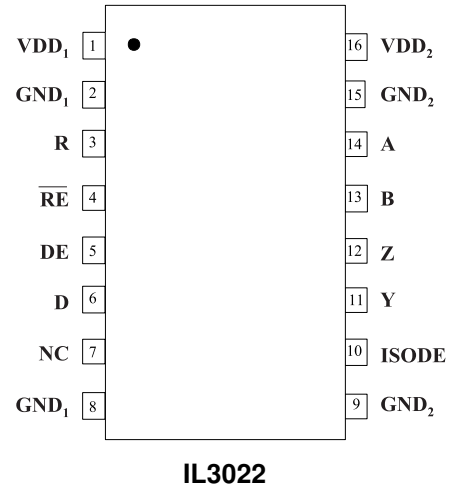 VDD₁ 1 16 VDD₂
GND₁ 2 15 GND₂
R 3 14 A
R̅E̅ 4 13 B
DE 5 12 Z
D 6 11 Y
NC 7 10 ISODE
GND₁ 8 9 GND₂
IL3022